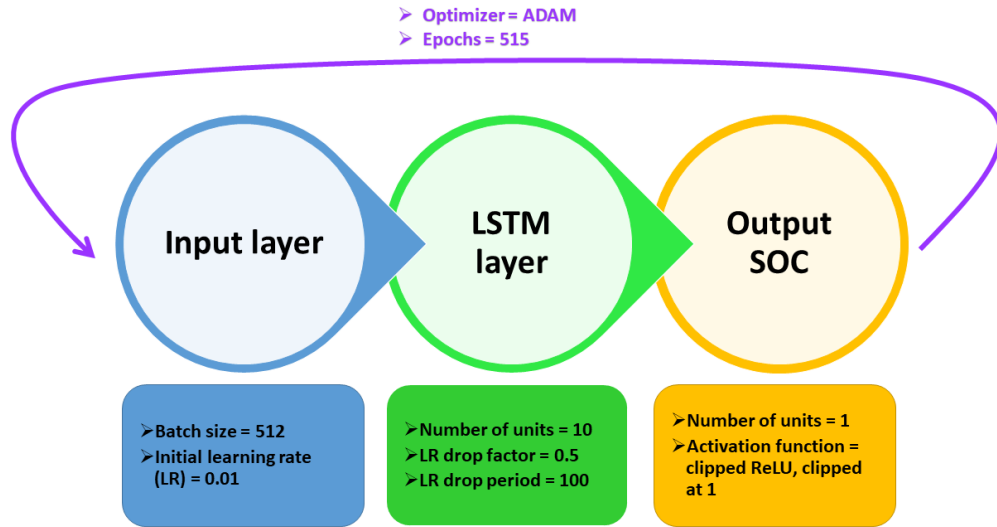 ➢ Optimizer = ADAM
➢ Epochs = 515
Input layer
LSTM
layer
Output
SOC
➢Batch size = 512
➢Initial learning rate
(LR) = 0.01
➢Number of units = 10
➢LR drop factor = 0.5
➢LR drop period = 100
➢Number of units = 1
➢Activation function =
clipped ReLU, clipped
at 1